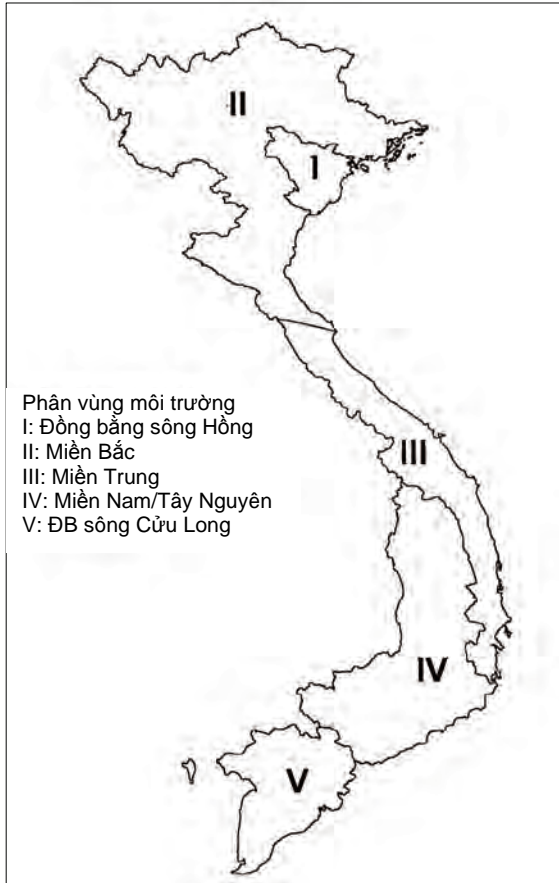 II
I
Phân vùng môi trường
I: Đồng bằng sông Hồng
II: Miền Bắc
III: Miền Trung
IV: Miền Nam/Tây Nguyên
V: ĐB sông Cửu Long
III
IV
V